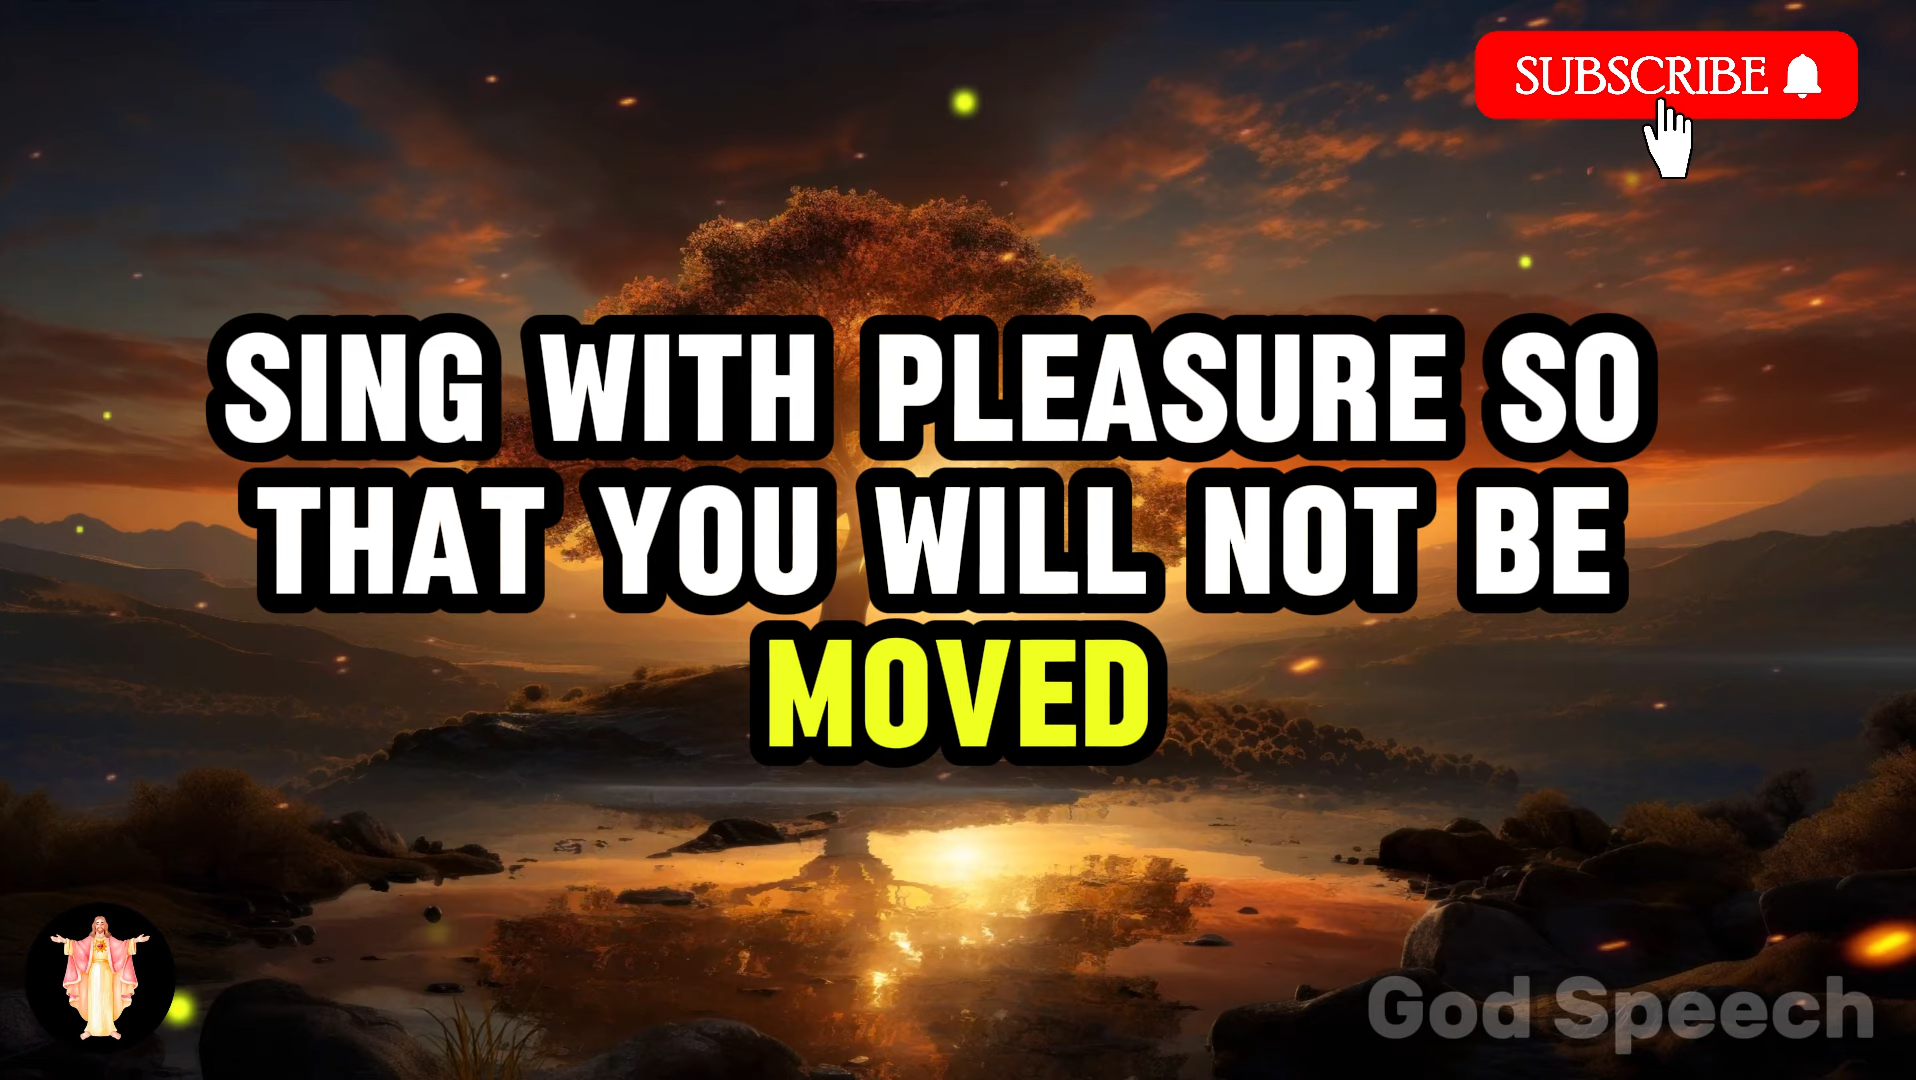 SUBSCRIBE
SING WITH PLEASURE SO
THAT YOU WILL NOT BE
MOVED
God Speech